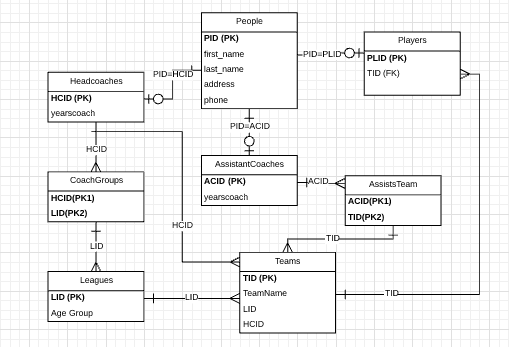 People
PID (PK)
first_name
last_name
address
phone
PID=PLID
Players
PLID (PK)
TID (FK)
PID=HCID
Headcoaches
HCID (PK)
yearscoach
PID=ACID
HCID
AssistantCoaches
ACID (PK)
yearscoach
ACID
AssistsTeam
ACID(PK1)
TID(PK2)
CoachGroups
HCID(PK1)
LID(PK2)
HCID
TID
LID
Teams
TID (PK)
TeamName
LID
HCID
Leagues
LID (PK)
Age Group
LID
TID